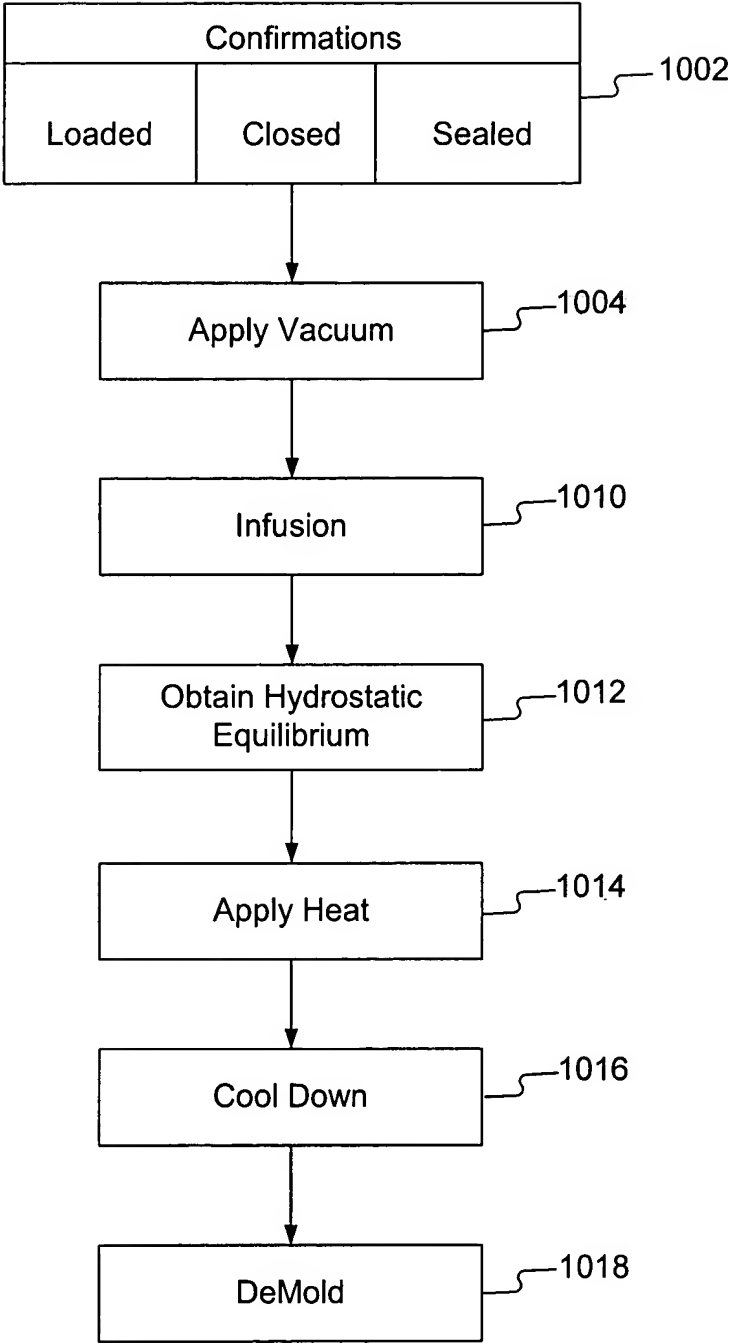 Confirmations
1002
Loaded Closed Sealed
1004
Apply Vacuum
1010
Infusion
1012
Obtain Hydrostatic
Equilibrium
1014
Apply Heat
1016
Cool Down
1018
DeMold